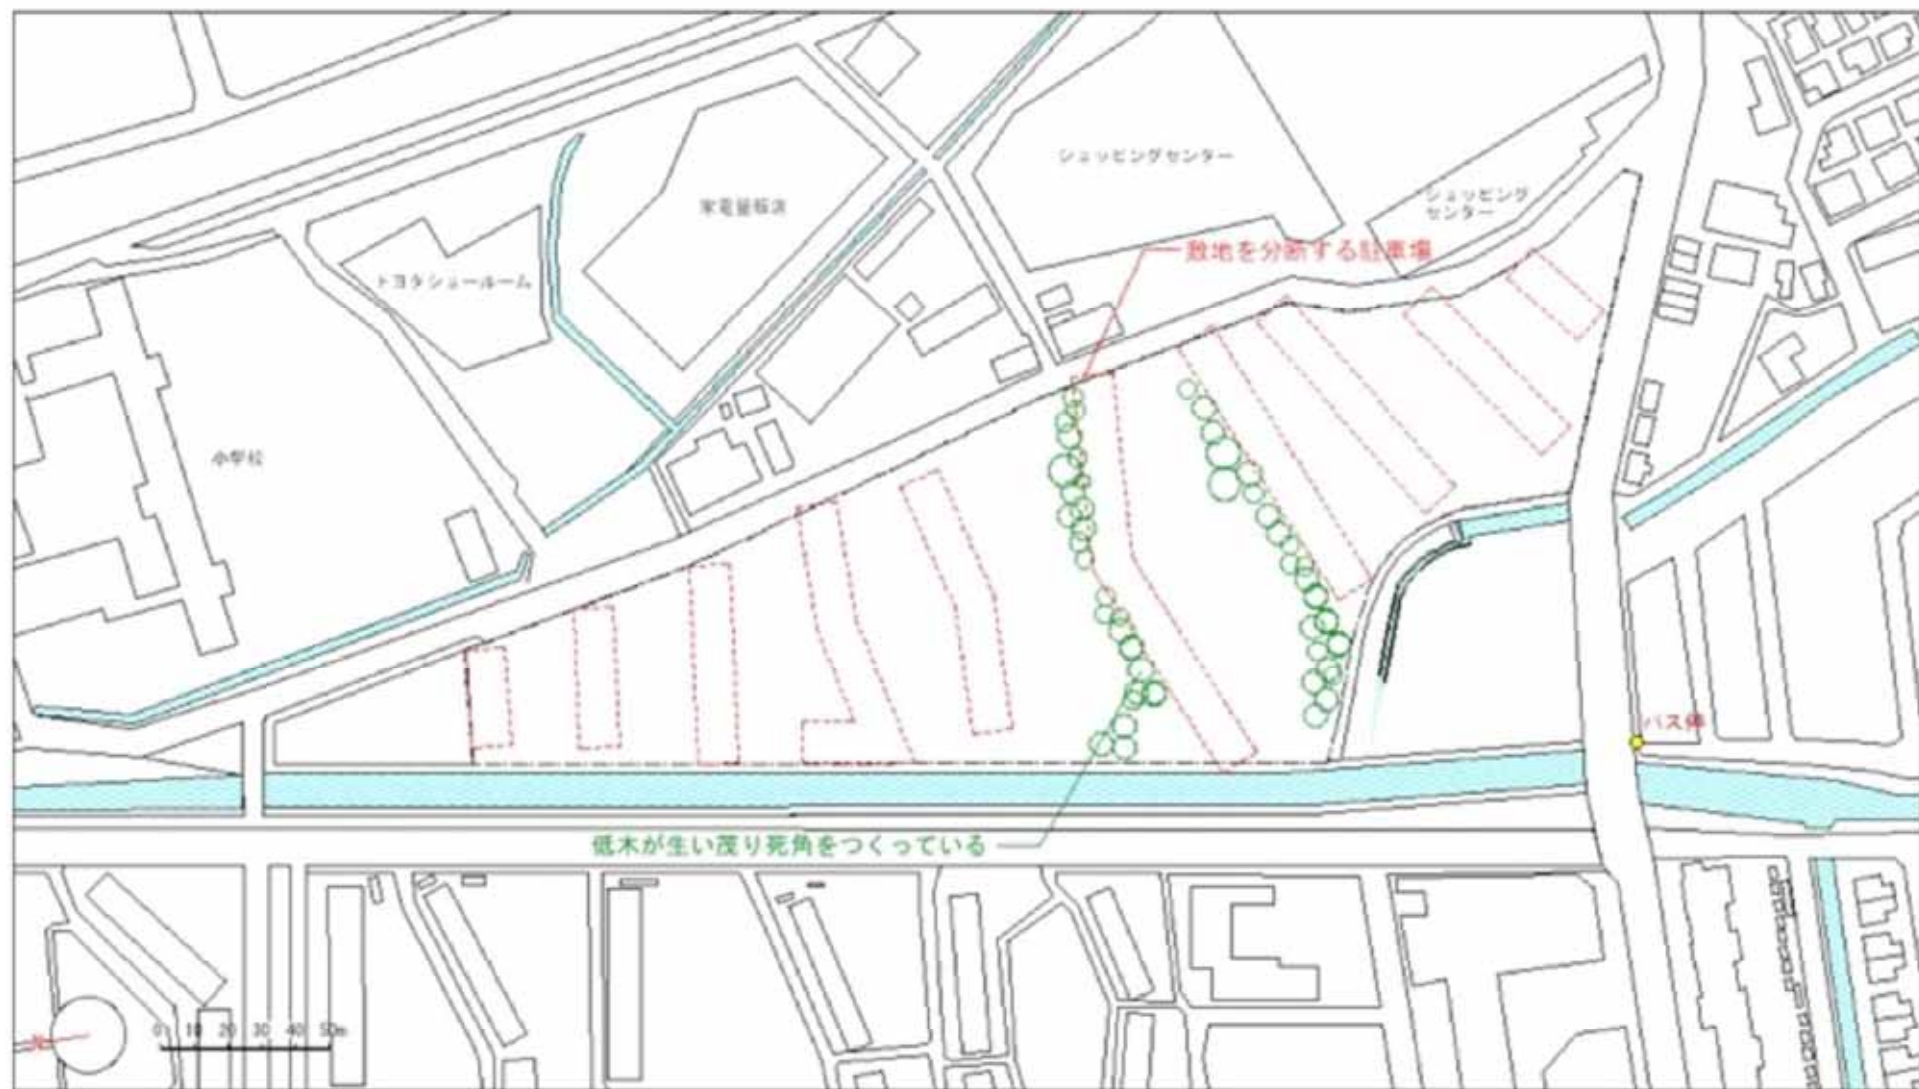 ショッピングセンター
家電量販店
ショッピング
センター
敷地を分断する駐車場
トヨタショールーム
小学校
バス停
低木が生い茂り死角をつくっている
N
0 10 20 30 40 50m